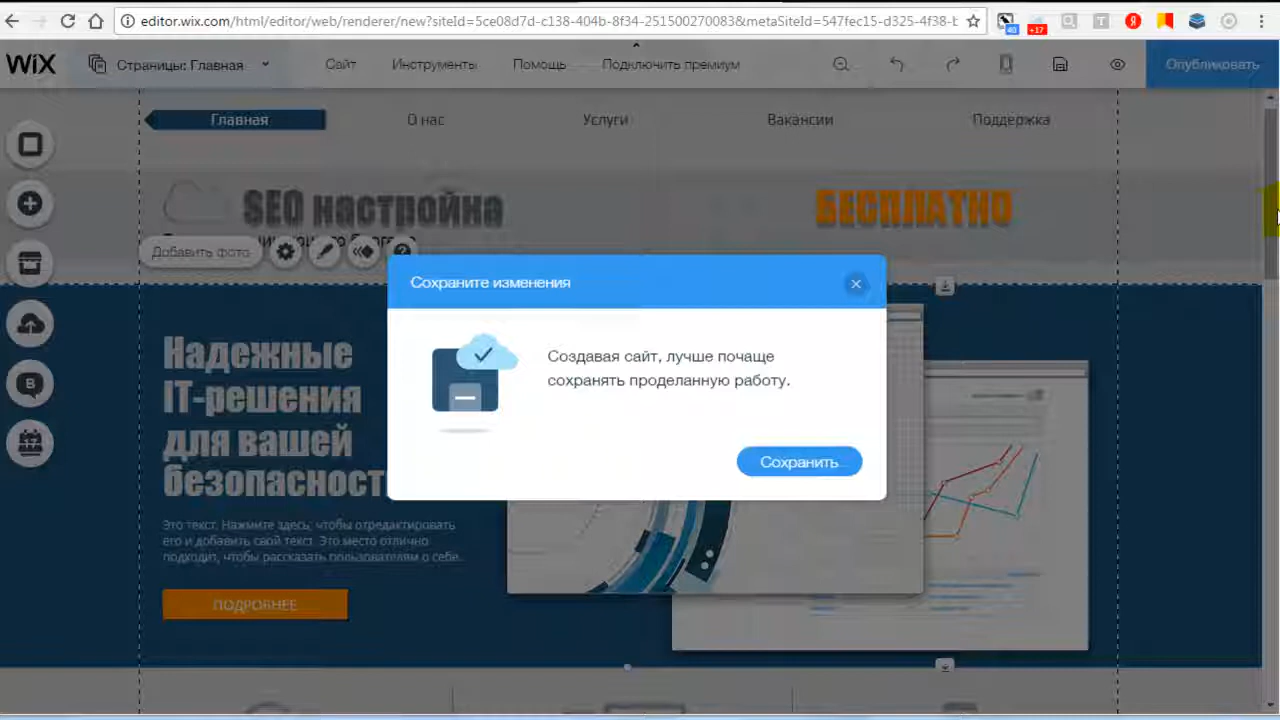 editor.wix.com/html/editor/web/renderer/new?siteId=5ce08d7d-c138-404b-8f34-251500270083&metaSiteId=547fec15-d325-4f38-b
40
+17
T
Я
WiX
Страницы: Главная
Сайт
Инструменты
Помощь
Подключить премиум
Опубликовать
Главная
О нас
Услуги
Вакансии
Поддержка
SEO настройка
БЕСПЛАТНО
Добавить фото
?
B
Сохраните изменения
Создавая сайт, лучше почаще
сохранять проделанную работу.
Сохранить
Надежные
IT-решения
для вашей
Это текст. Нажмите здесь, чтобы отредактировать
его и добавить свой текст. Это место отлично
подходит, чтобы рассказать пользователям о себе.
ПОДРОБНЕЕ